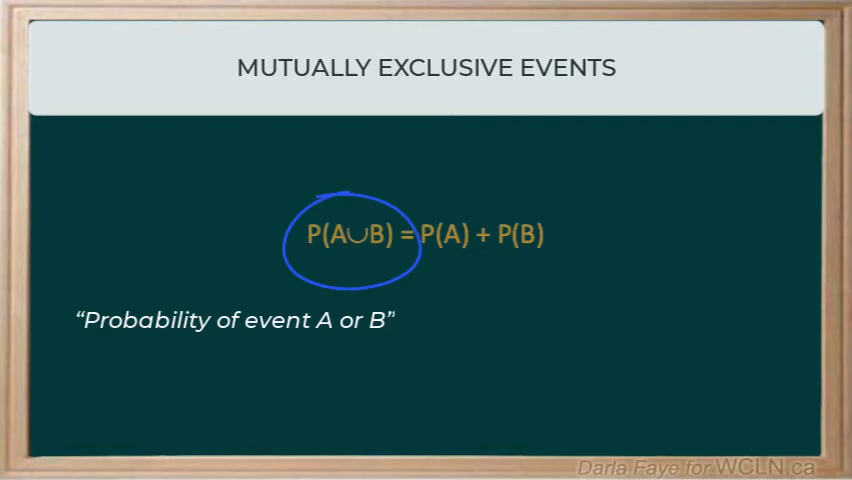 MUTUALLY EXCLUSIVE EVENTS
P(A∪B) = P(A) + P(B)
“Probability of event A or B”
Darla Faye for WCLN.ca